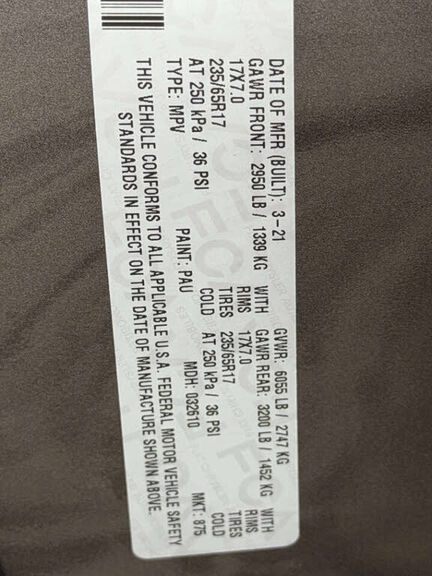 DATE OF MFR (BUILT): 3-21 GVWR: 6055 LB / 2747 KG
GAWR FRONT: 2950 LB / 1339 KG WITH GAWR REAR: 3200 LB / 1452 KG WITH
17X7.0 RIMS 17X7.0 RIMS
235/65R17 TIRES 235/65R17 TIRES
AT 250 kPa / 36 PSI COLD AT 250 kPa / 36 PSI COLD
TYPE: MPV PAINT: PAU MDH: 032610 MKT: 875
THIS VEHICLE CONFORMS TO ALL APPLICABLE U.S.A. FEDERAL MOTOR VEHICLE SAFETY
STANDARDS IN EFFECT ON THE DATE OF MANUFACTURE SHOWN ABOVE.